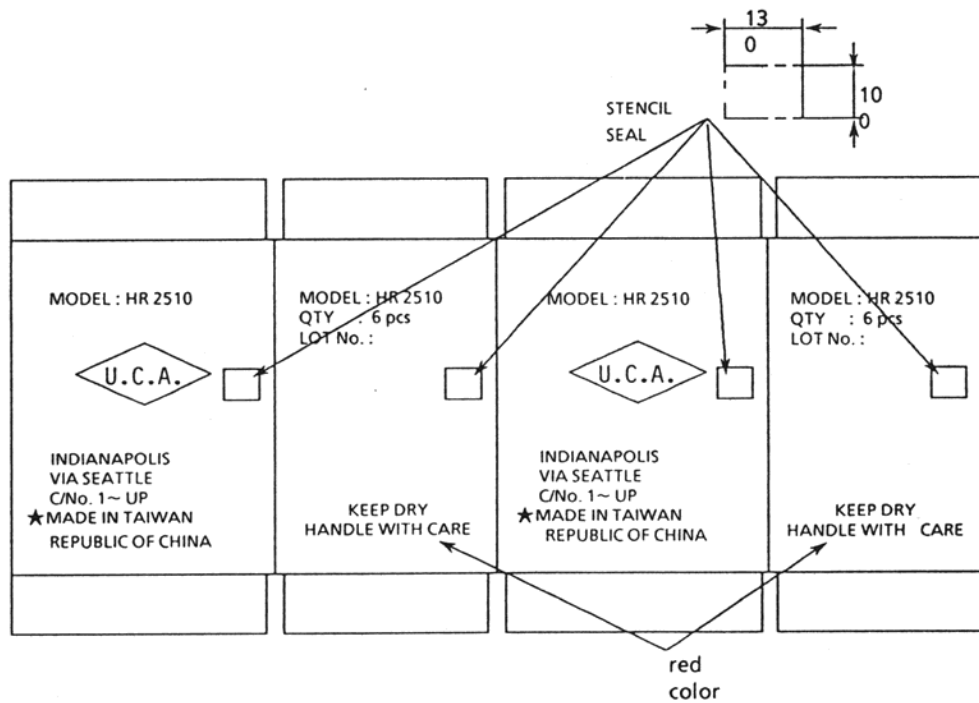 13
0
10
0
STENCIL
SEAL
MODEL : HR 2510
U.C.A.
INDIANAPOLIS
VIA SEATTLE
C/No. 1~ UP
★MADE IN TAIWAN
REPUBLIC OF CHINA
MODEL : HR 2510
QTY : 6 pcs
LOT No. :
KEEP DRY
HANDLE WITH CARE
MODEL : HR 2510
U.C.A.
INDIANAPOLIS
VIA SEATTLE
C/No. 1~ UP
★MADE IN TAIWAN
REPUBLIC OF CHINA
MODEL : HR 2510
QTY : 6 pcs
LOT No. :
KEEP DRY
HANDLE WITH CARE
red
color